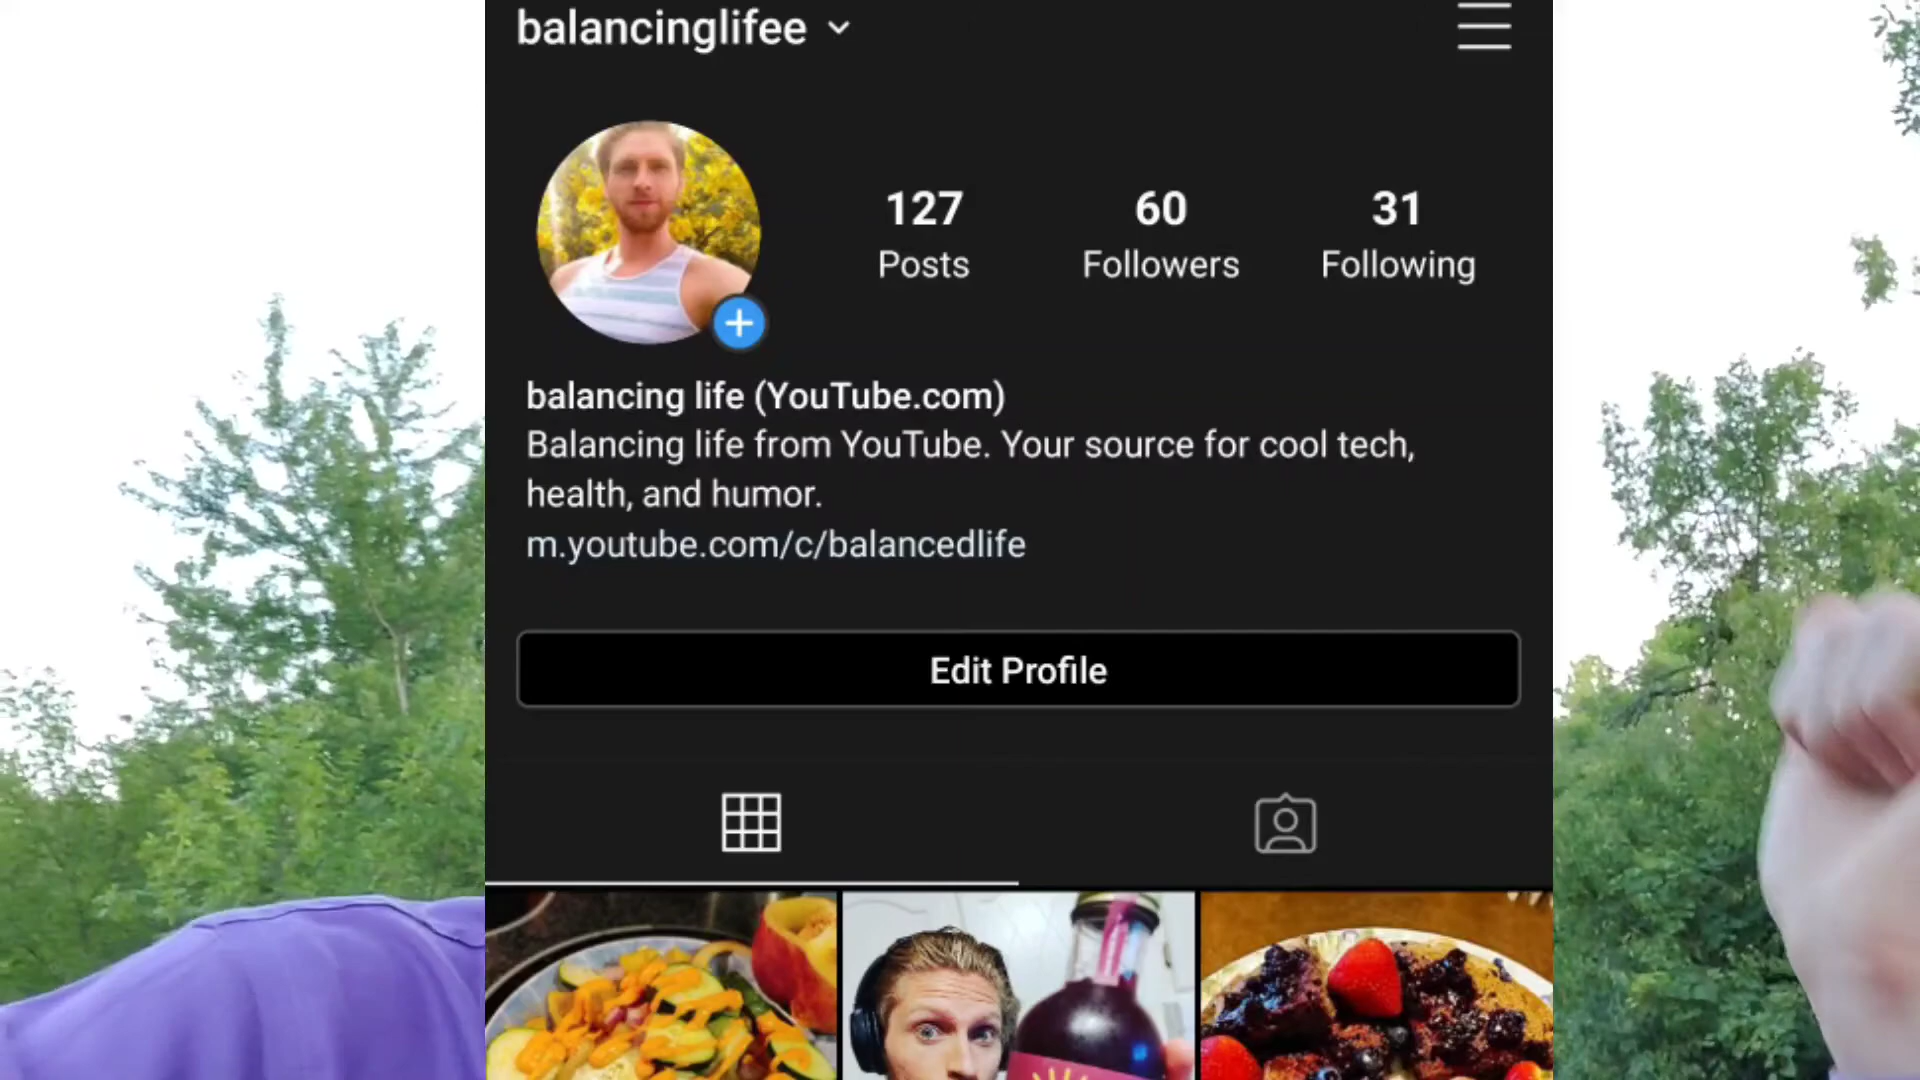 balancinglifee
127
Posts
60
Followers
31
Following
balancing life (YouTube.com)
Balancing life from YouTube. Your source for cool tech,
health, and humor.
m.youtube.com/c/balancedlife
Edit Profile